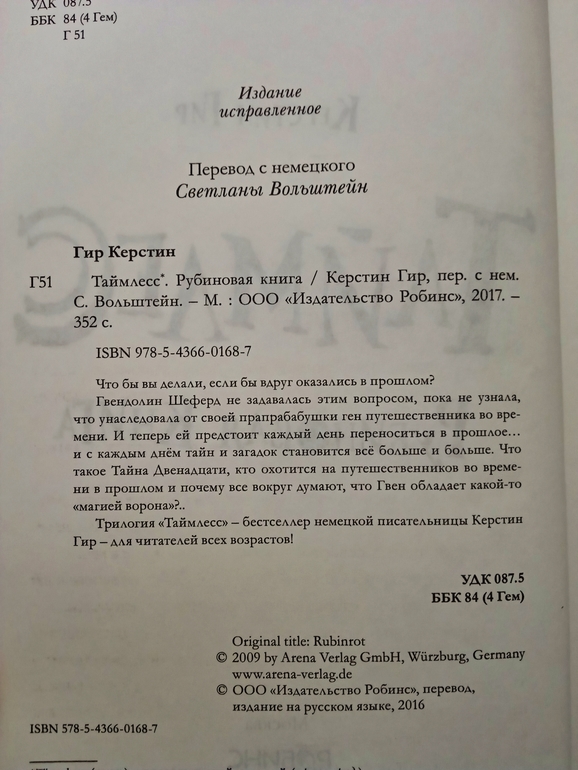 УДК 087.5
ББК 84 (4 Гем)
Г 51
Издание
исправленное
Перевод с немецкого
Светланы Вольштейн
Гир Керстин
Г51 Таймлесс*. Рубиновая книга / Керстин Гир, пер. с нем.
С. Вольштейн. – М. : ООО «Издательство Робинс», 2017. –
352 с.
ISBN 978-5-4366-0168-7
Что бы вы делали, если бы вдруг оказались в прошлом?
Гвендолин Шеферд не задавалась этим вопросом, пока не узнала,
что унаследовала от своей прапрабабушки ген путешественника во вре-
мени. И теперь ей предстоит каждый день переноситься в прошлое…
и с каждым днём тайн и загадок становится всё больше и больше. Что
такое Тайна Двенадцати, кто охотится на путешественников во време-
ни в прошлом и почему все вокруг думают, что Гвен обладает какой-то
«магией ворона»?..
Трилогия «Таймлесс» – бестселлер немецкой писательницы Керстин
Гир – для читателей всех возрастов!
УДК 087.5
ББК 84 (4 Гем)
Original title: Rubinrot
© 2009 by Arena Verlag GmbH, Würzburg, Germany
www.arena-verlag.de
© ООО «Издательство Робинс», перевод,
издание на русском языке, 2016
ISBN 578-5-4366-0168-7